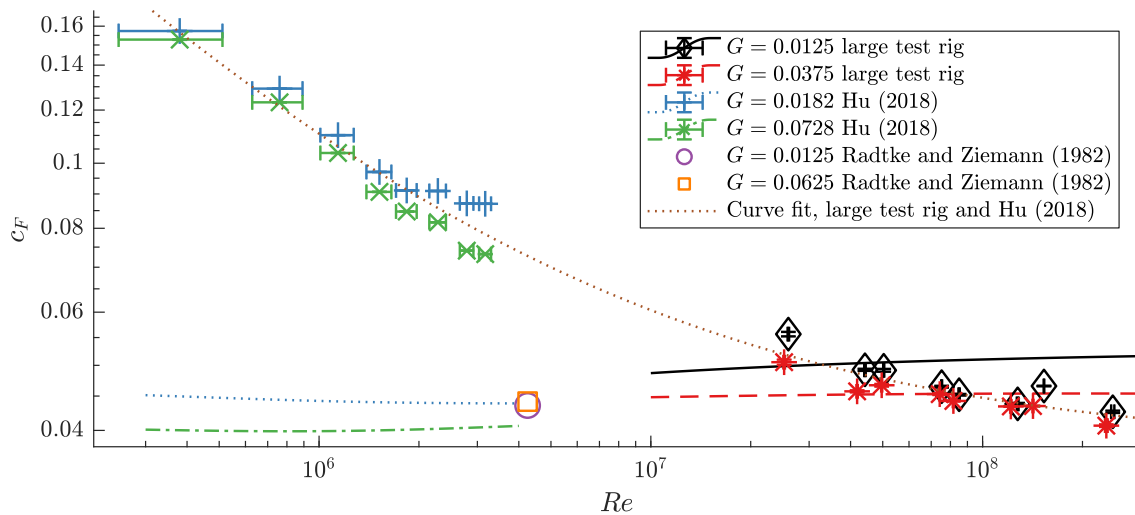 0.16
0.14
0.12
0.1
0.08
0.06
0.04
c_F
10^6
10^7
10^8
Re
G = 0.0125 large test rig
G = 0.0375 large test rig
G = 0.0182 Hu (2018)
G = 0.0728 Hu (2018)
G = 0.0125 Radtke and Ziemann (1982)
G = 0.0625 Radtke and Ziemann (1982)
Curve fit, large test rig and Hu (2018)